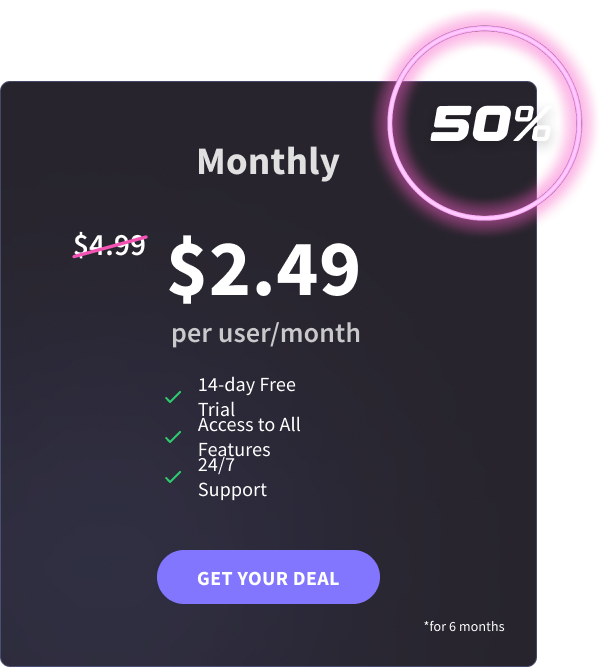 50%
Monthly
$4.99
$2.49
per user/month
14-day Free
Trial
Access to All
Features
24/7
Support
GET YOUR DEAL
*for 6 months